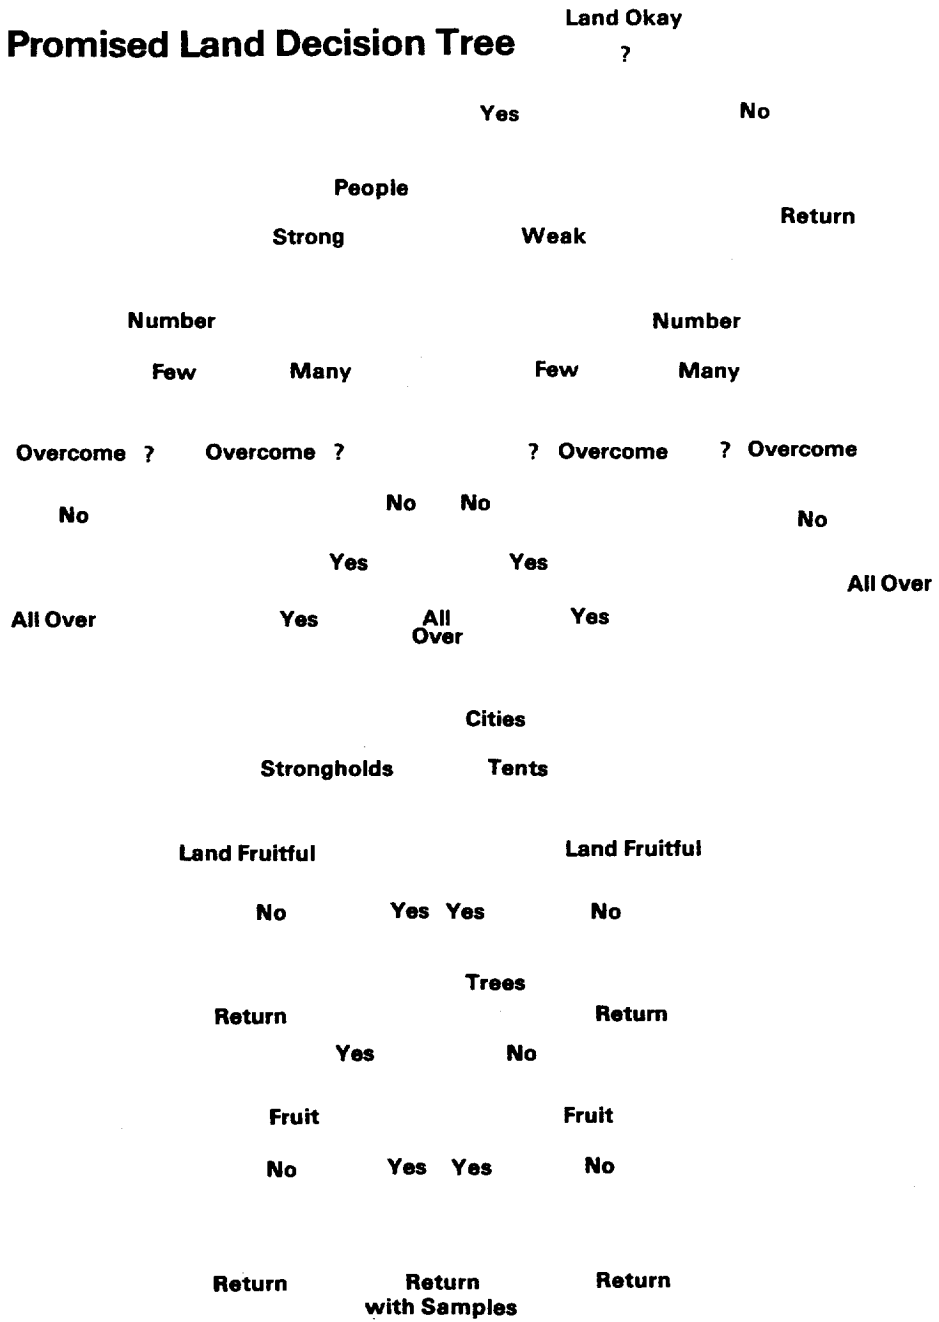 Land Okay
Promised Land Decision Tree
?
Yes No
People
Return
Strong Weak
Number Number
Few Many Few Many
Overcome ? Overcome ? ? Overcome ? Overcome
No No No No
Yes Yes
All Over
All Over Yes All Yes
Over
Cities
Strongholds Tents
Land Fruitful Land Fruitful
No Yes Yes No
Trees
Return Return
Yes No
Fruit Fruit
No Yes Yes No
Return Return Return
with Samples